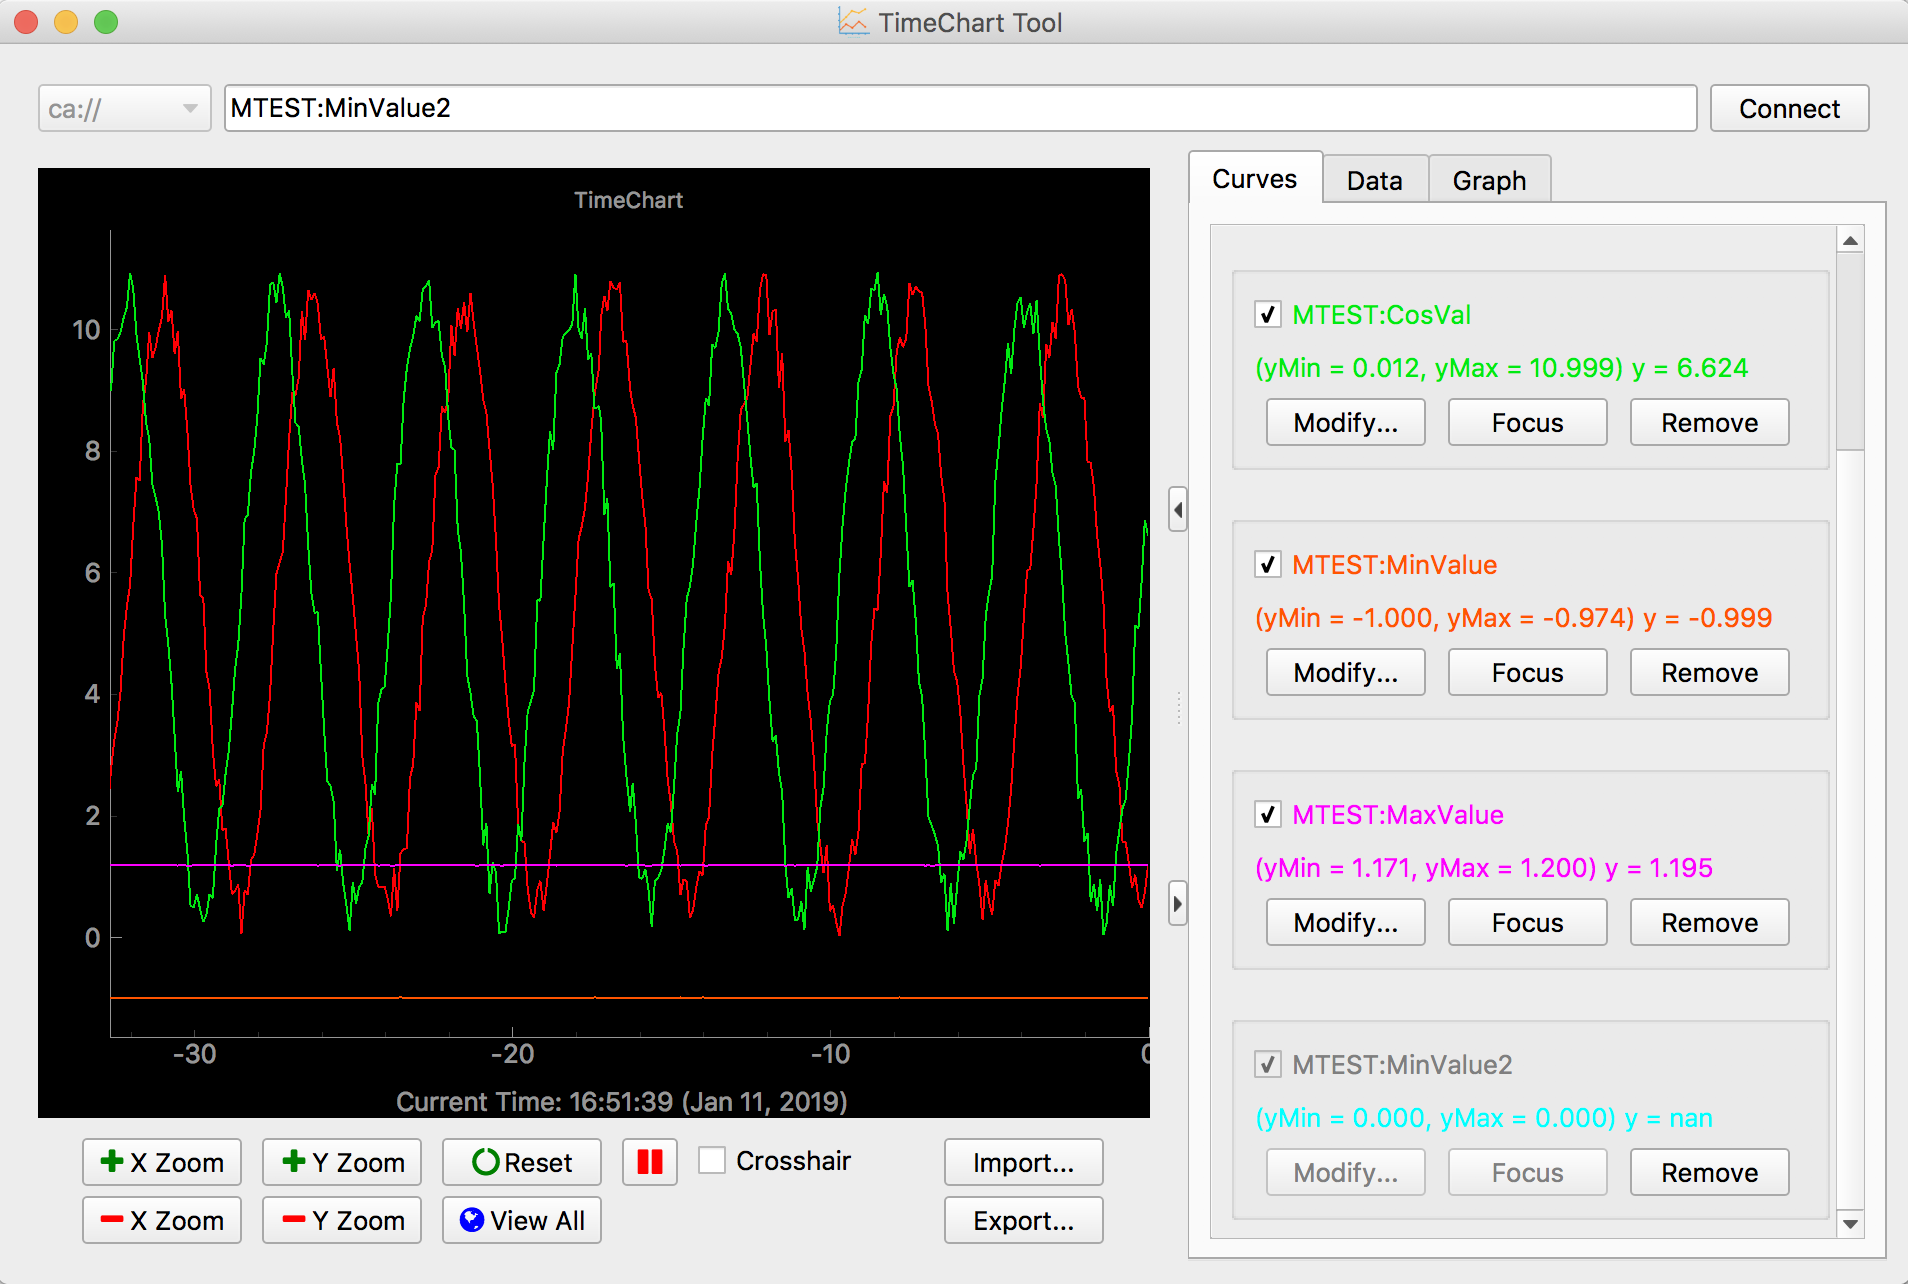 TimeChart Tool
ca://
MTEST:MinValue2
Connect
TimeChart
10
8
6
4
2
0
-30
-20
-10
0
Current Time: 16:51:39 (Jan 11, 2019)
X Zoom
Y Zoom
Reset
Crosshair
Import...
X Zoom
Y Zoom
View All
Export...
Curves
Data
Graph
MTEST:CosVal
(yMin = 0.012, yMax = 10.999) y = 6.624
Modify...
Focus
Remove
MTEST:MinValue
(yMin = -1.000, yMax = -0.974) y = -0.999
Modify...
Focus
Remove
MTEST:MaxValue
(yMin = 1.171, yMax = 1.200) y = 1.195
Modify...
Focus
Remove
MTEST:MinValue2
(yMin = 0.000, yMax = 0.000) y = nan
Modify...
Focus
Remove